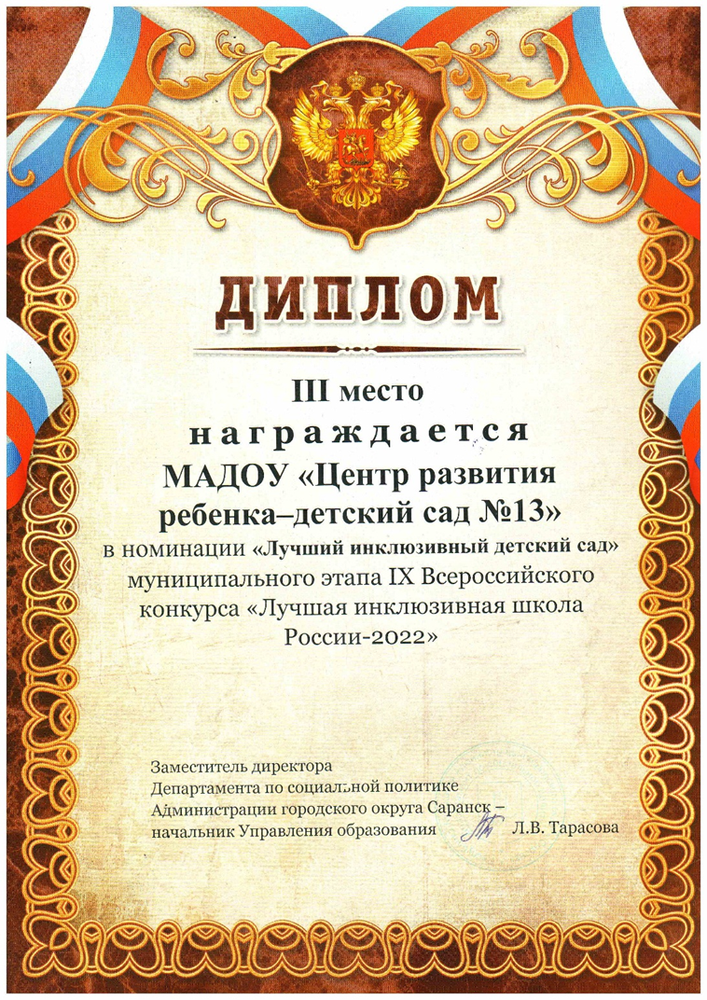 ДИПЛОМ
III место
награждается
МАДОУ «Центр развития
ребенка–детский сад №13»
в номинации «Лучший инклюзивный детский сад»
муниципального этапа IX Всероссийского
конкурса «Лучшая инклюзивная школа
России-2022»
Заместитель директора
Департамента по социальной политике
Администрации городского округа Саранск –
начальник Управления образования Л.В. Тарасова